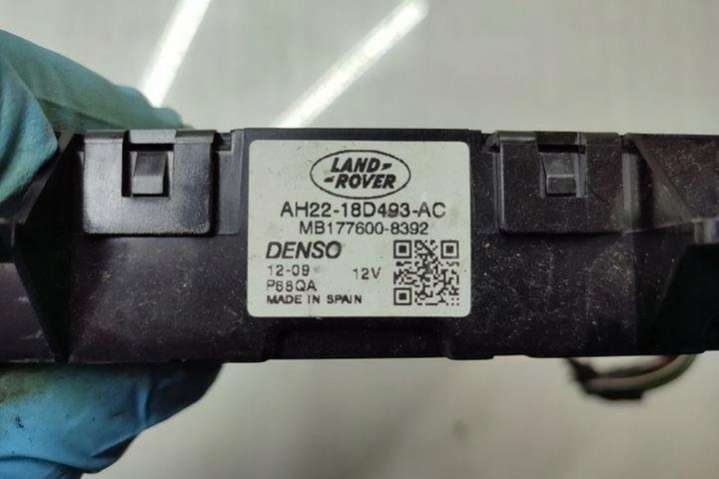 LAND-
-ROVER
AH22-18D493-AC
MB177600-8392
DENSO
12-09 12V
P68QA
MADE IN SPAIN